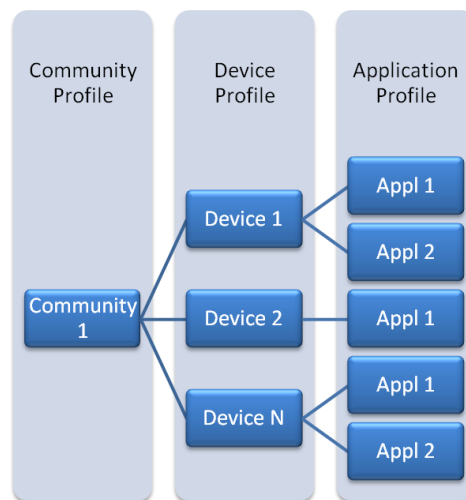 Community
Profile
Device
Profile
Application
Profile
Community
1
Device 1
Device 2
Device N
Appl 1
Appl 2
Appl 1
Appl 1
Appl 2